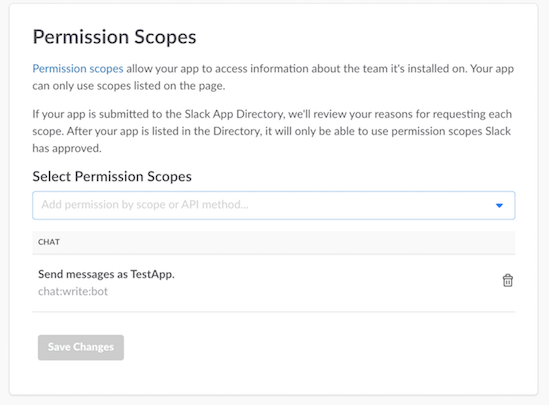 Permission Scopes
Permission scopes allow your app to access information about the team it's installed on. Your app
can only use scopes listed on the page.
If your app is submitted to the Slack App Directory, we'll review your reasons for requesting each
scope. After your app is listed in the Directory, it will only be able to use permission scopes Slack
has approved.
Select Permission Scopes
Add permission by scope or API method...
CHAT
Send messages as TestApp.
chat:write:bot
Save Changes